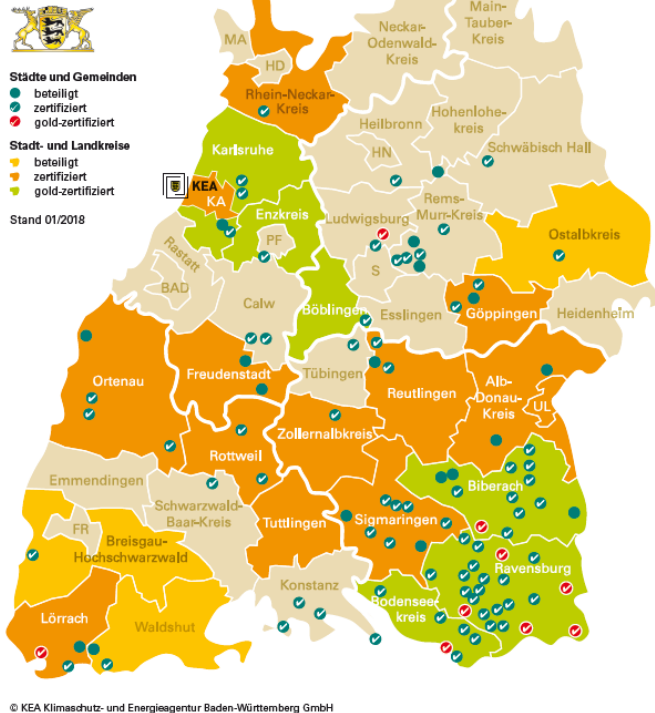 Städte und Gemeinden
beteiligt
zertifiziert
gold-zertifiziert
Stadt- und Landkreise
beteiligt
zertifiziert
gold-zertifiziert
Stand 01/2018
Main-
Tauber-
Kreis
Neckar-
Odenwald-
Kreis
MA
HD
Rhein-Neckar-
Kreis
Heilbronn
HN
Hohenlohe-
kreis
Schwäbisch Hall
Karlsruhe
KEA
KA
Enzkreis
PF
Ludwigsburg
Rems-
Murr-Kreis
Ostalbkreis
Rastatt
BAD
Calw
Böblingen
S
Esslingen
Göppingen
Heidenheim
Ortenau
Freudenstadt
Tübingen
Reutlingen
Alb-
Donau-
Kreis
UL
Rottweil
Zollernalbkreis
Biberach
Emmendingen
FR
Schwarzwald-
Baar-Kreis
Tuttlingen
Sigmaringen
Breisgau-
Hochschwarzwald
Ravensburg
Konstanz
Bodensee-
kreis
Lörrach
Waldshut
© KEA Klimaschutz- und Energieagentur Baden-Württemberg GmbH